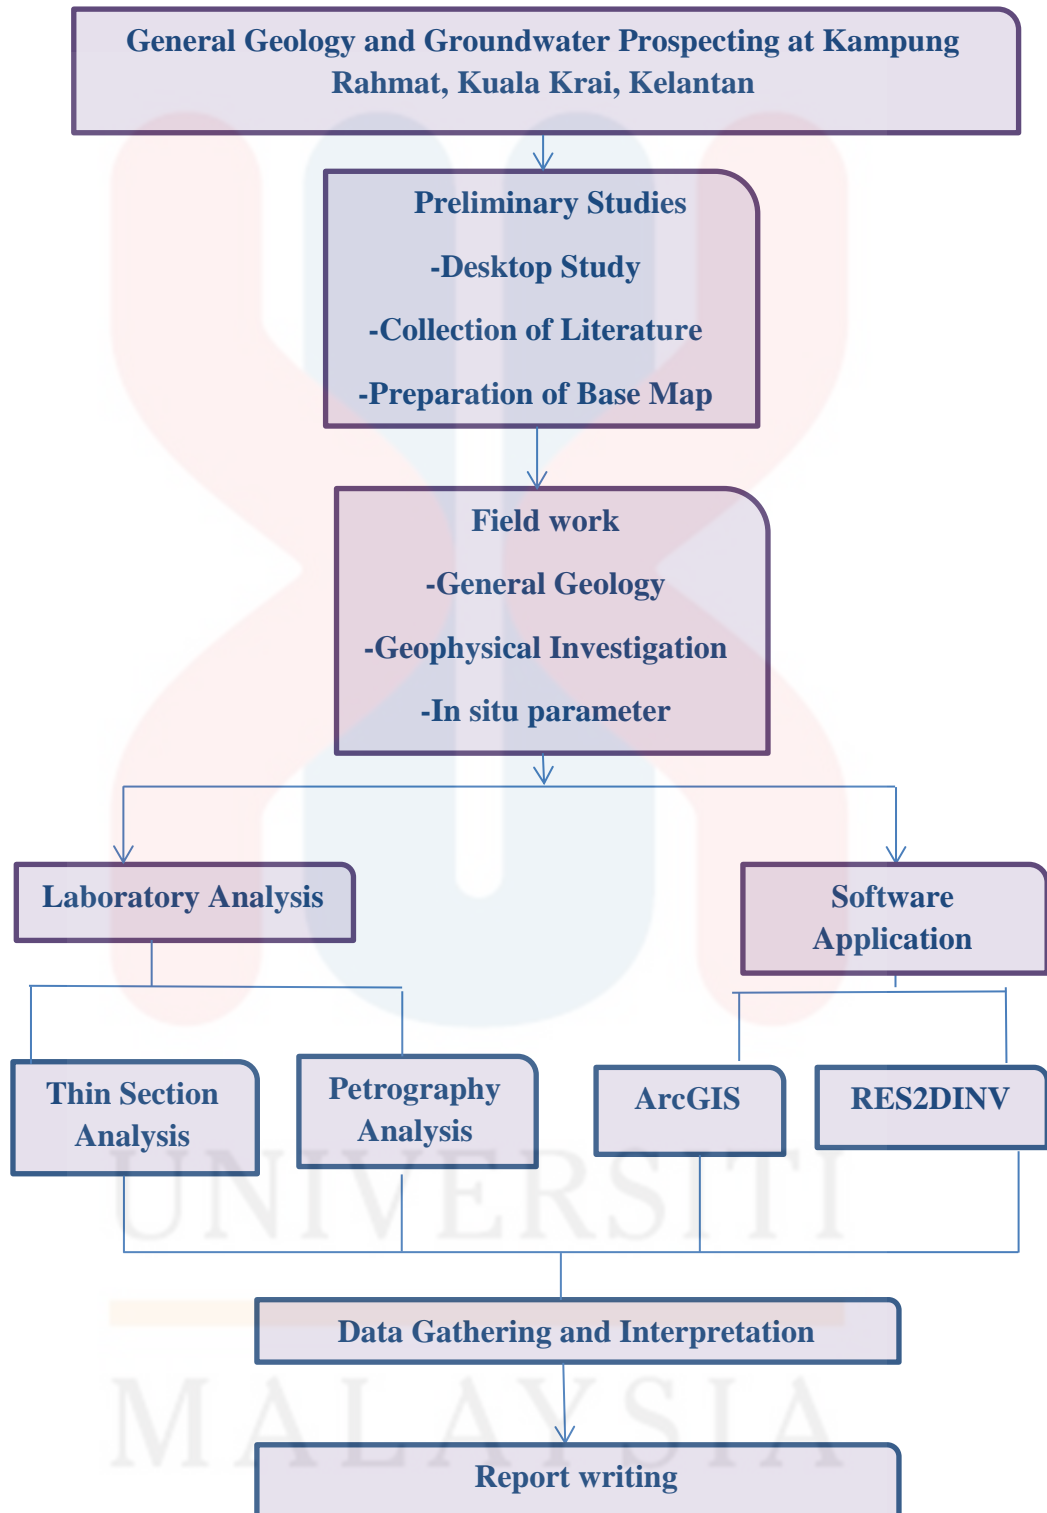 General Geology and Groundwater Prospecting at Kampung
Rahmat, Kuala Krai, Kelantan
Preliminary Studies
-Desktop Study
-Collection of Literature
-Preparation of Base Map
Field work
-General Geology
-Geophysical Investigation
-In situ parameter
Laboratory Analysis
Software
Application
Thin Section
Analysis
Petrography
Analysis
ArcGIS
RES2DINV
UNIVERSITI
Data Gathering and Interpretation
MALAYSIA
Report writing